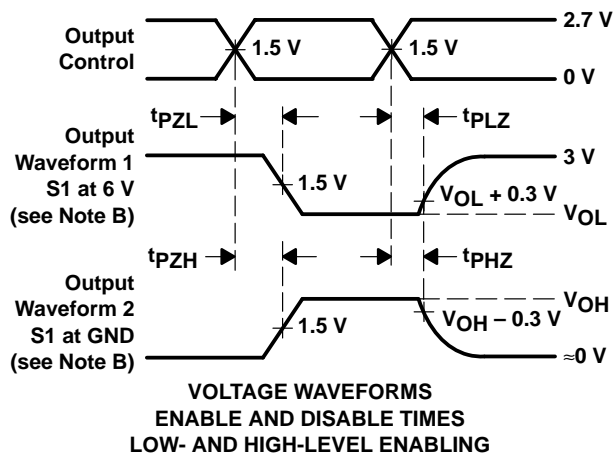 Output
Control
1.5 V
1.5 V
2.7 V
0 V
tPZL
tPLZ
Output
Waveform 1
S1 at 6 V
(see Note B)
1.5 V
3 V
VOL + 0.3 V
VOL
tPZH
tPHZ
Output
Waveform 2
S1 at GND
(see Note B)
1.5 V
VOH
VOH – 0.3 V
≈0 V
VOLTAGE WAVEFORMS
ENABLE AND DISABLE TIMES
LOW- AND HIGH-LEVEL ENABLING